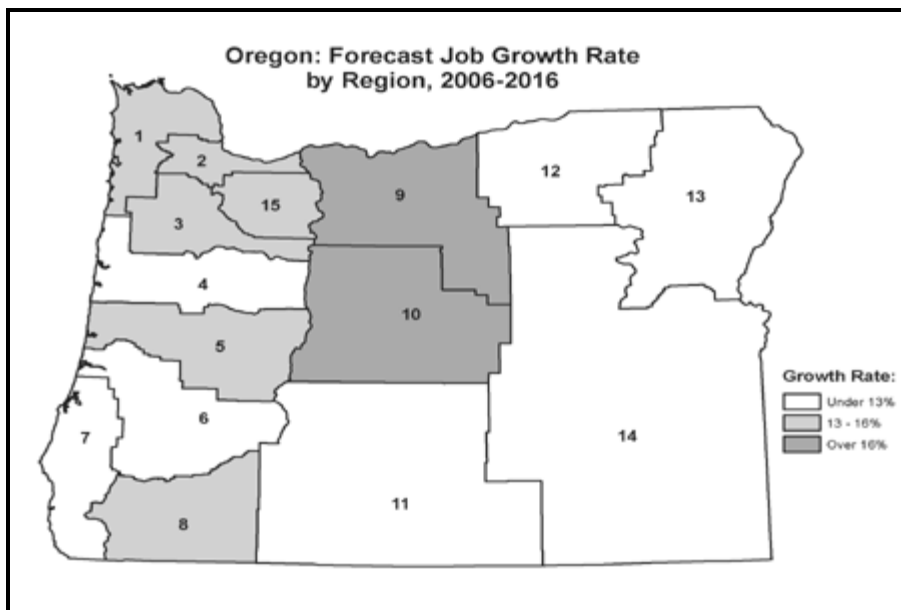 Oregon: Forecast Job Growth Rate
by Region, 2006-2016
1
2
15
3
4
5
6
7
8
9
10
11
12
13
14
Growth Rate:
Under 13%
13 - 16%
Over 16%